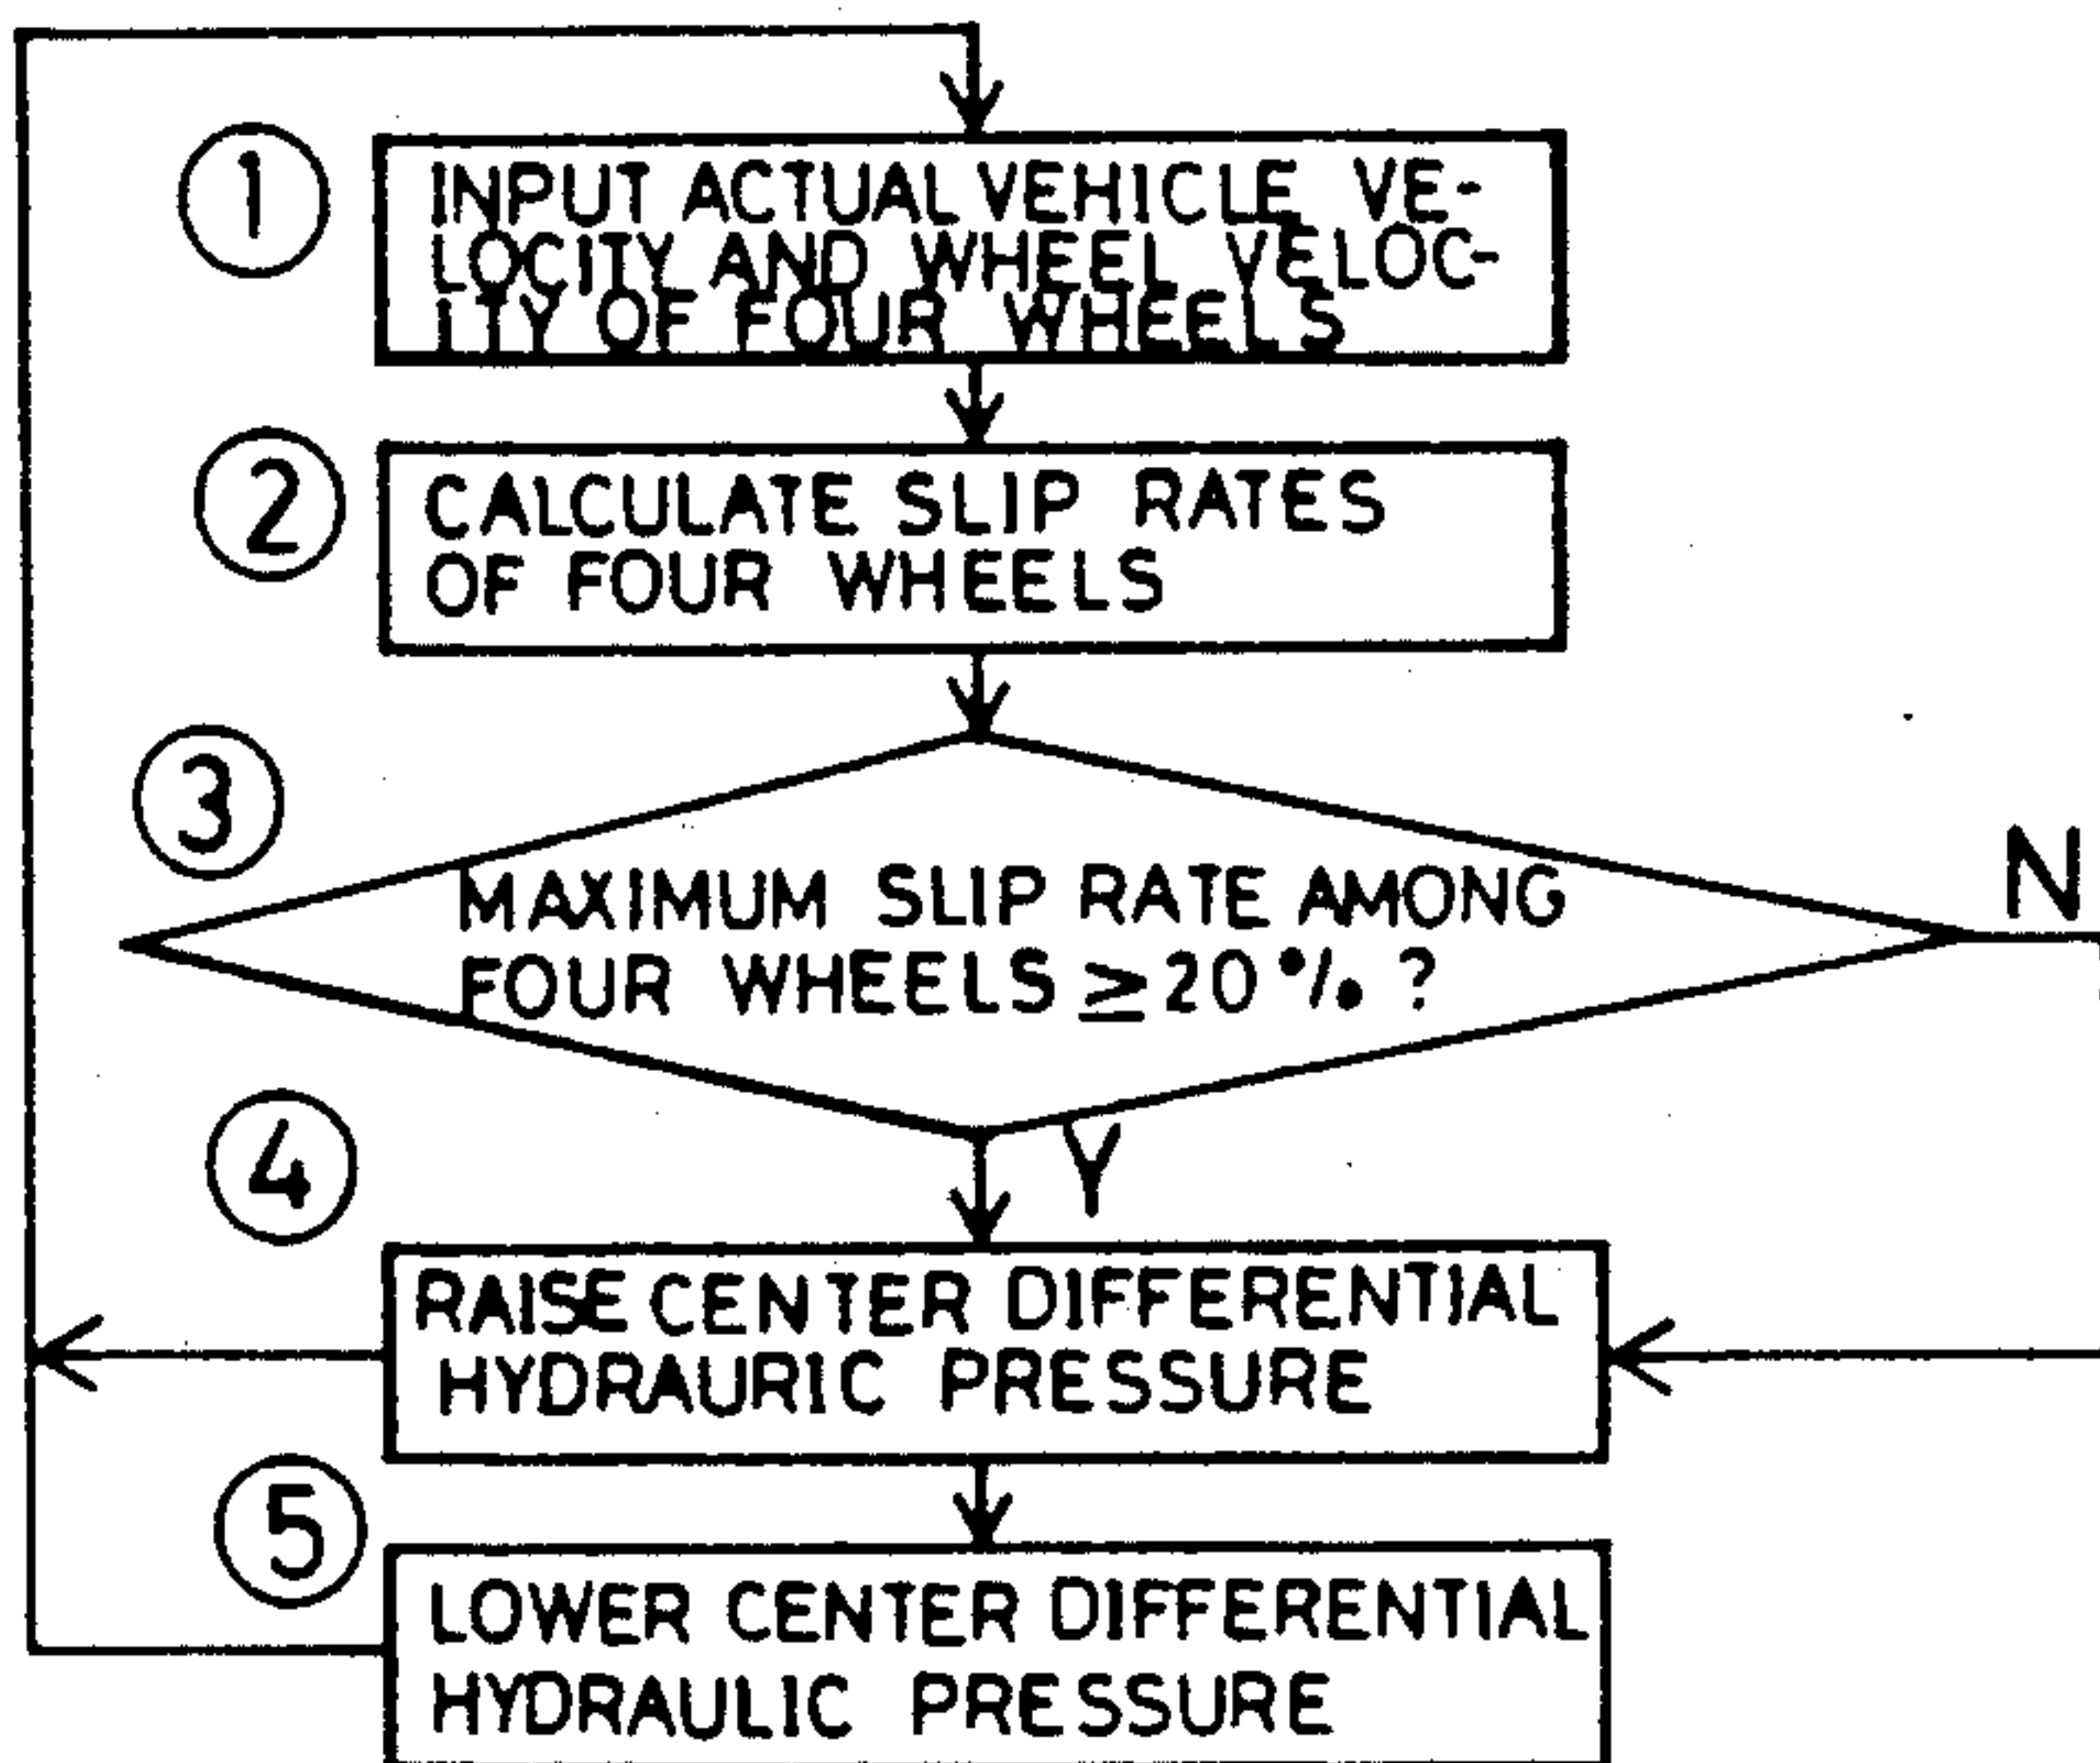 1
INPUT ACTUAL VEHICLE VE-
LOCITY AND WHEEL VELOC-
ITY OF FOUR WHEELS
2
CALCULATE SLIP RATES
OF FOUR WHEELS
3
MAXIMUM SLIP RATE AMONG
FOUR WHEELS ≥20%?
N
Y
4
RAISE CENTER DIFFERENTIAL
HYDRAURIC PRESSURE
5
LOWER CENTER DIFFERENTIAL
HYDRAULIC PRESSURE